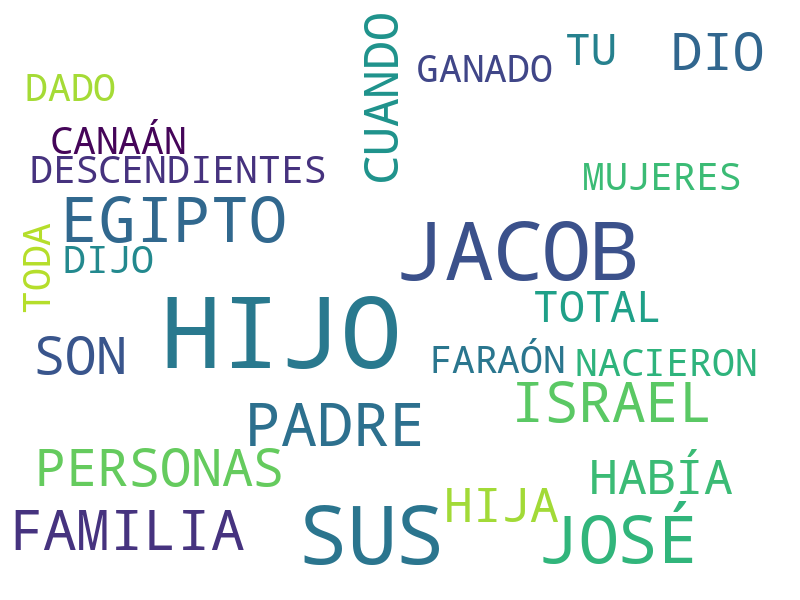 CUANDO
GANADO
TU
DIO
DADO
CANAÁN
DESCENDIENTES
MUJERES
EGIPTO
JACOB
TODA
DIJO
HIJO
TOTAL
SON
FARAÓN
NACIERON
ISRAEL
PADRE
PERSONAS
HABÍA
HIJA
FAMILIA
SUS
JOSÉ